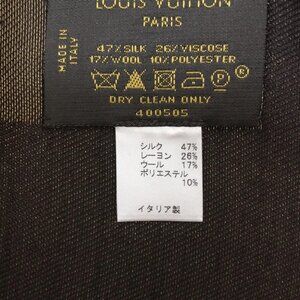 LOUIS VUITTON
PARIS
MADE IN
ITALY
47%SILK 26%VISCOSE
17%WOOL 10%POLYESTER
P
DRY CLEAN ONLY
400505
シルク 47%
レーヨン 26%
ウール 17%
ポリエステル
10%
イタリア製